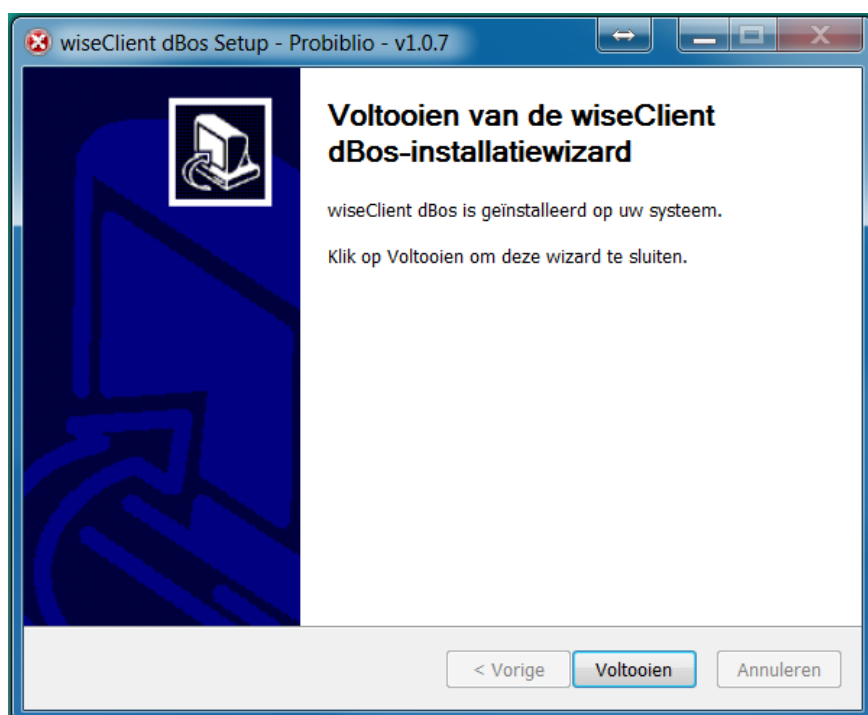 wiseClient dBos Setup - Probiblio - v1.0.7
Voltooien van de wiseClient
dBos-installatiewizard
wiseClient dBos is geïnstalleerd op uw systeem.
Klik op Voltooien om deze wizard te sluiten.
< Vorige
Voltooien
Annuleren